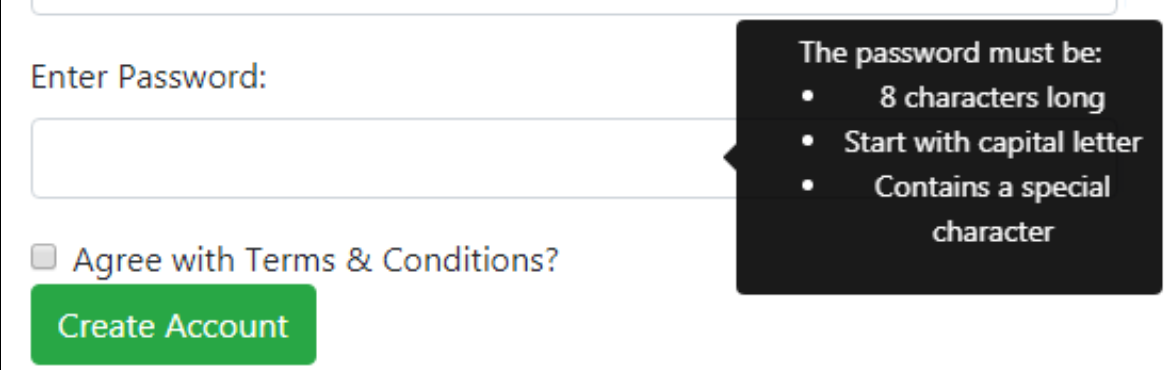 Enter Password:
The password must be:
• 8 characters long
• Start with capital letter
• Contains a special
character
Agree with Terms & Conditions?
Create Account